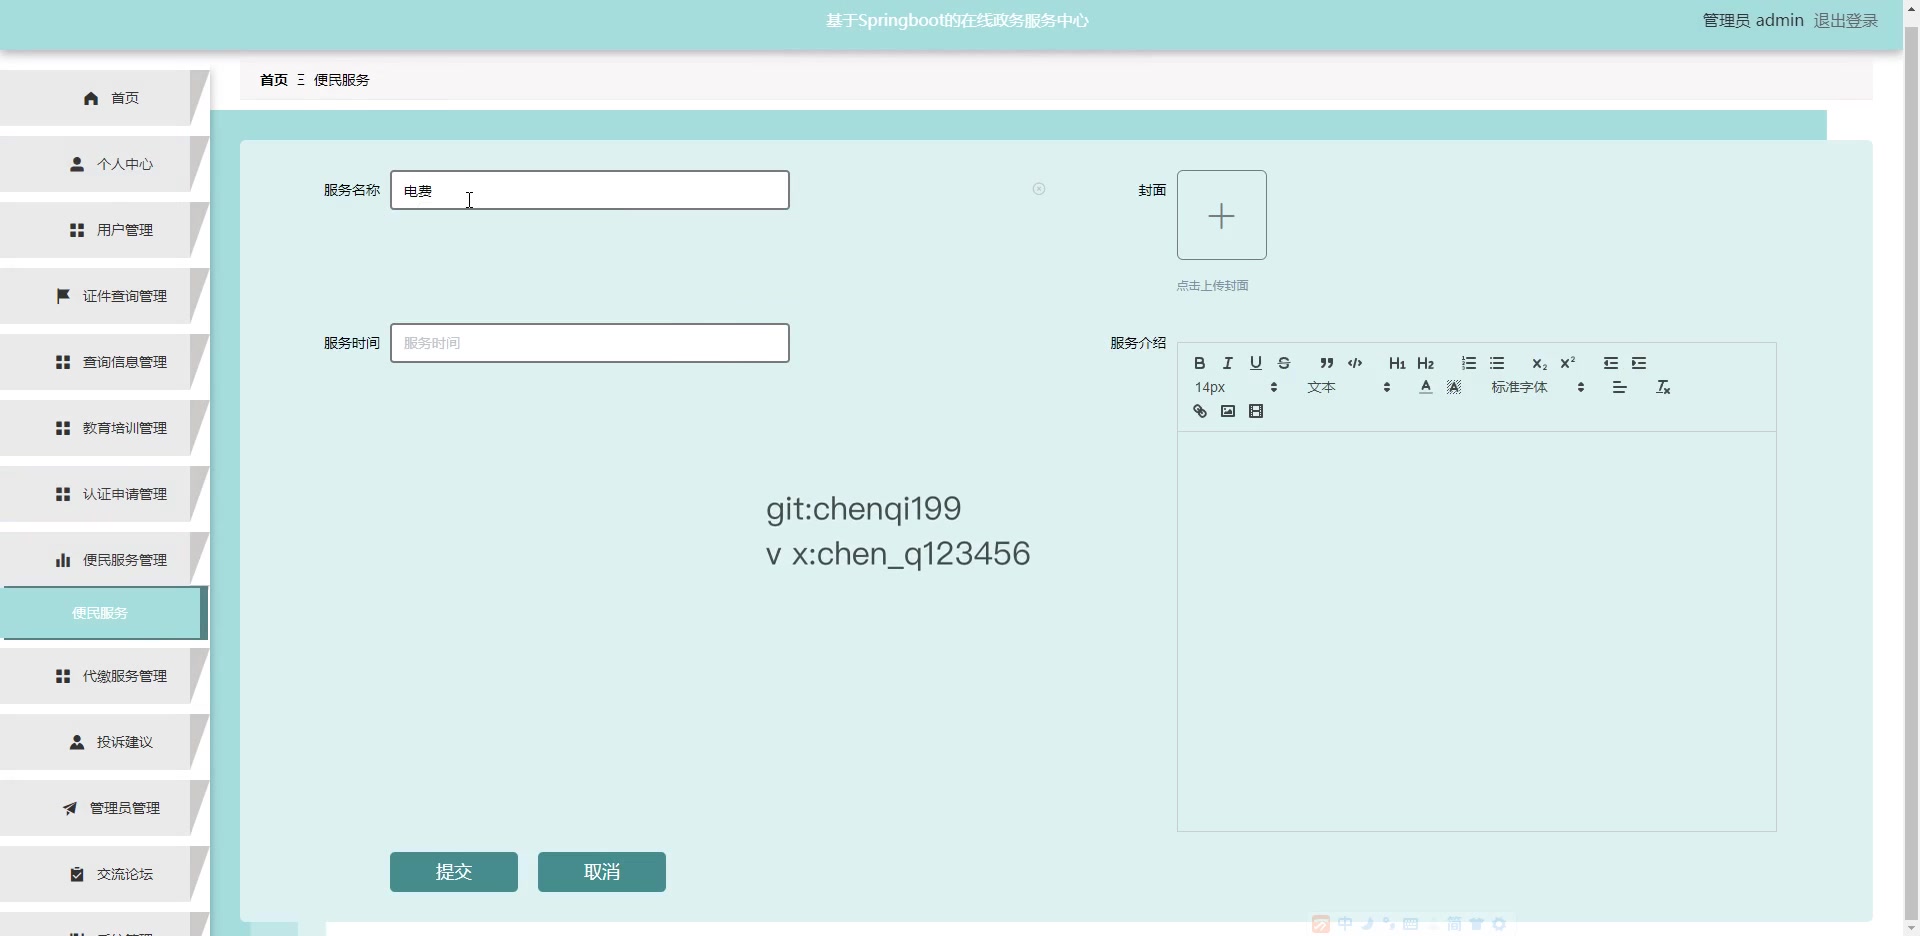 基于Springboot的在线政务服务中心
管理员 admin 退出登录
首页 便民服务
首页
个人中心
用户管理
证件查询管理
查询信息管理
教育培训管理
认证申请管理
便民服务管理
便民服务
代缴服务管理
投诉建议
管理员管理
交流论坛
服务名称 电费
封面
点击上传封面
服务时间 服务时间
服务介绍
B I U S ” </> H1 H2 X₂ X²
14px 文本 A A 标准字体 Tx
git:chenqi199
v x:chen_q123456
提交 取消
中 简